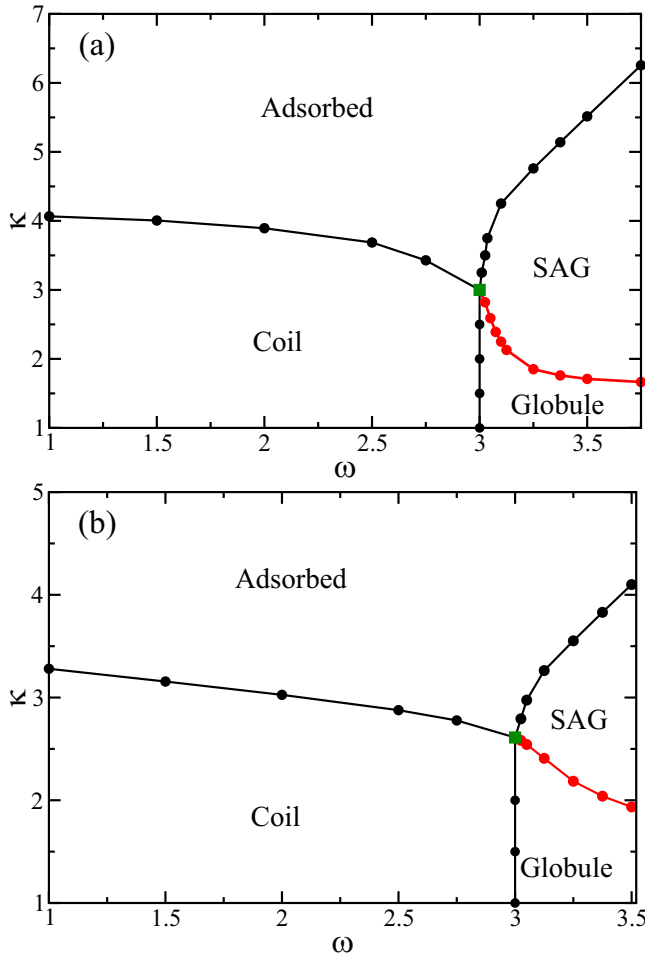 7
(a)
6
Adsorbed
5
κ
4
SAG
3
Coil
2
Globule
1
1 1.5 2 2.5 3 3.5
ω
5
(b)
Adsorbed
4
κ
3
SAG
2
Coil
Globule
1
1 1.5 2 2.5 3 3.5
ω